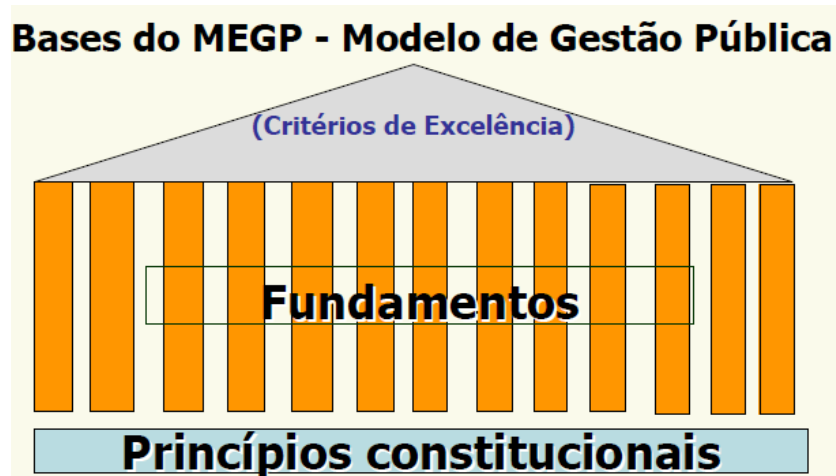 Bases do MEGP - Modelo de Gestão Pública
(Critérios de Excelência)
Fundamentos
Princípios constitucionais